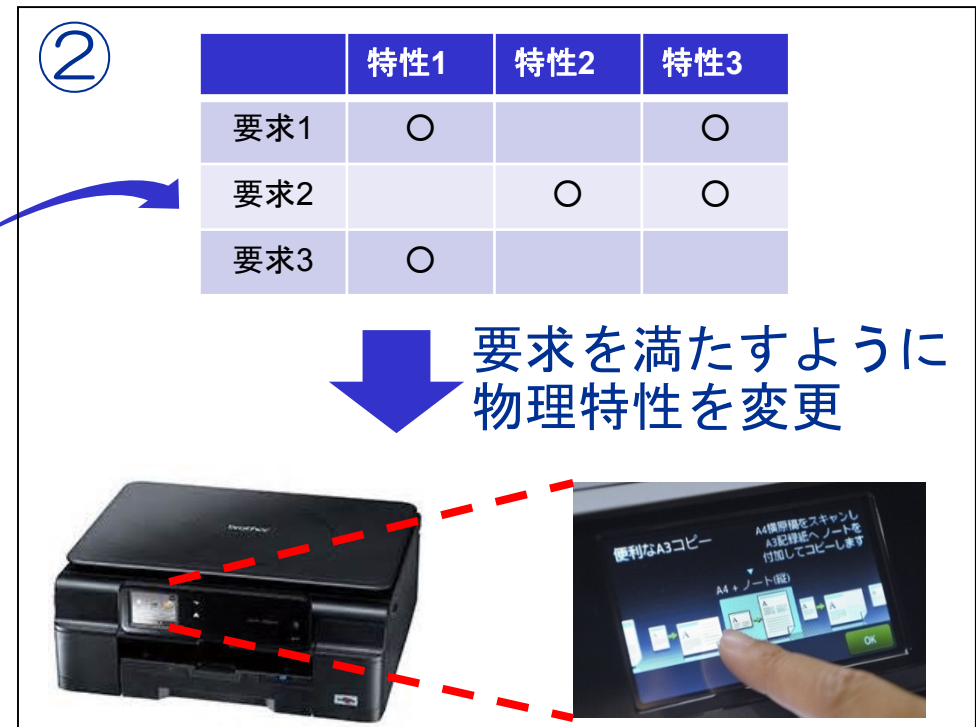 ②
特性1 特性2 特性3
要求1 〇 〇
要求2 〇 〇
要求3 〇
要求を満たすように
物理特性を変更
brother
便利なA3コピー
A4横原稿をスキャンし
A3記録紙へノートを
付加してコピーします
A4 + ノート(縦)
A
A
A
A
A
A
OK